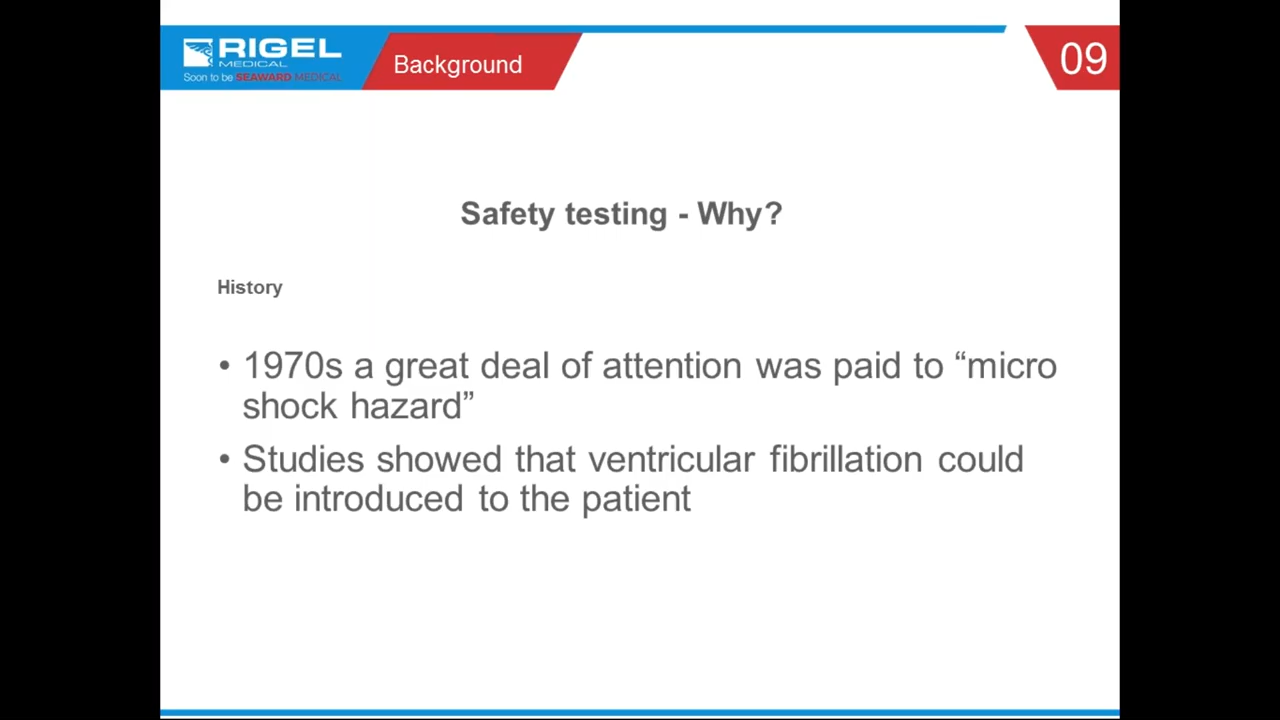 RIGEL
MEDICAL
Soon to be SEAWARD MEDICAL
Background
09
Safety testing - Why?
History
• 1970s a great deal of attention was paid to “micro
shock hazard”
• Studies showed that ventricular fibrillation could
be introduced to the patient